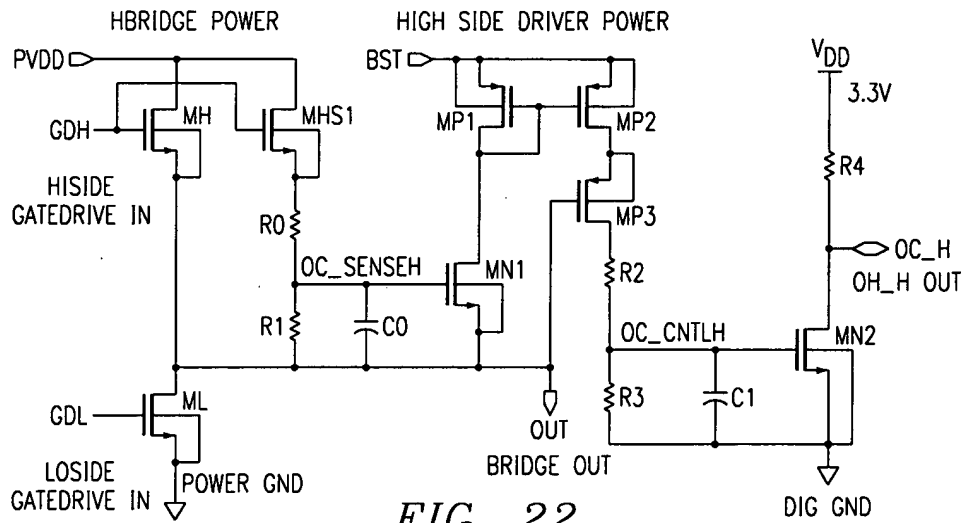 HBRIDGE POWER
HIGH SIDE DRIVER POWER
PVDD
BST
VDD
3.3V
MH
MHS1
GDH
MP1
MP2
R4
HISIDE
GATEDRIVE IN
R0
MP3
OC_SENSEH
MN1
R2
OC_H
OH_H OUT
R1
C0
OC_CNTLH
MN2
GDL
ML
R3
C1
OUT
BRIDGE OUT
LOSIDE
GATEDRIVE IN
POWER GND
DIG GND
FIG. 22